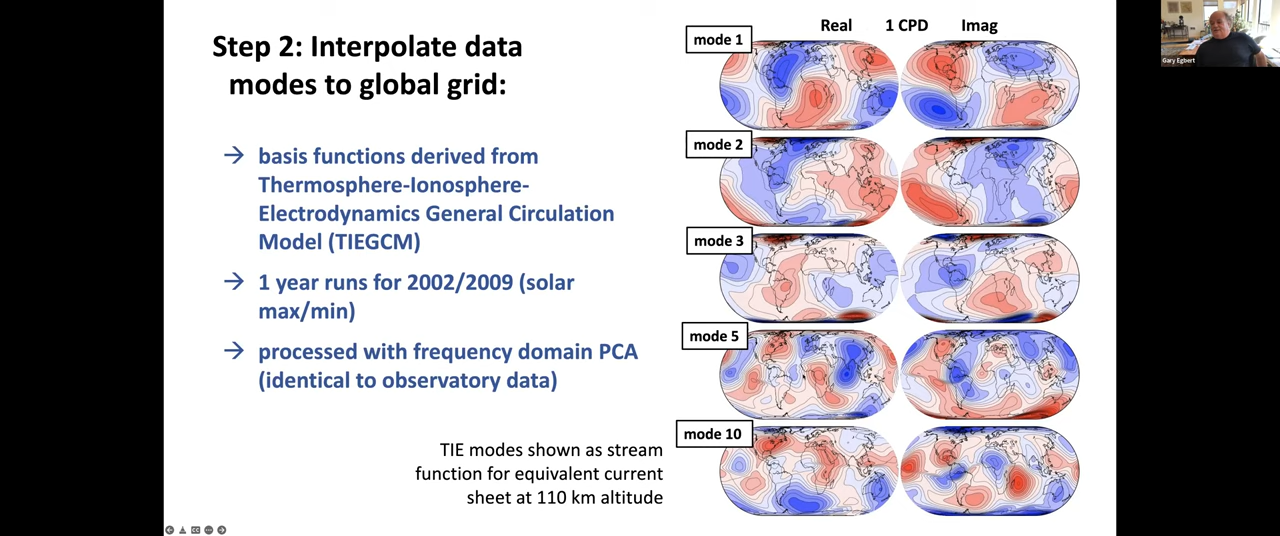 Step 2: Interpolate data
modes to global grid:
→ basis functions derived from
Thermosphere-Ionosphere-
Electrodynamics General Circulation
Model (TIEGCM)
→ 1 year runs for 2002/2009 (solar
max/min)
→ processed with frequency domain PCA
(identical to observatory data)
TIE modes shown as stream
function for equivalent current
sheet at 110 km altitude
Real 1 CPD Imag
mode 1
mode 2
mode 3
mode 5
mode 10
Gary Egbert